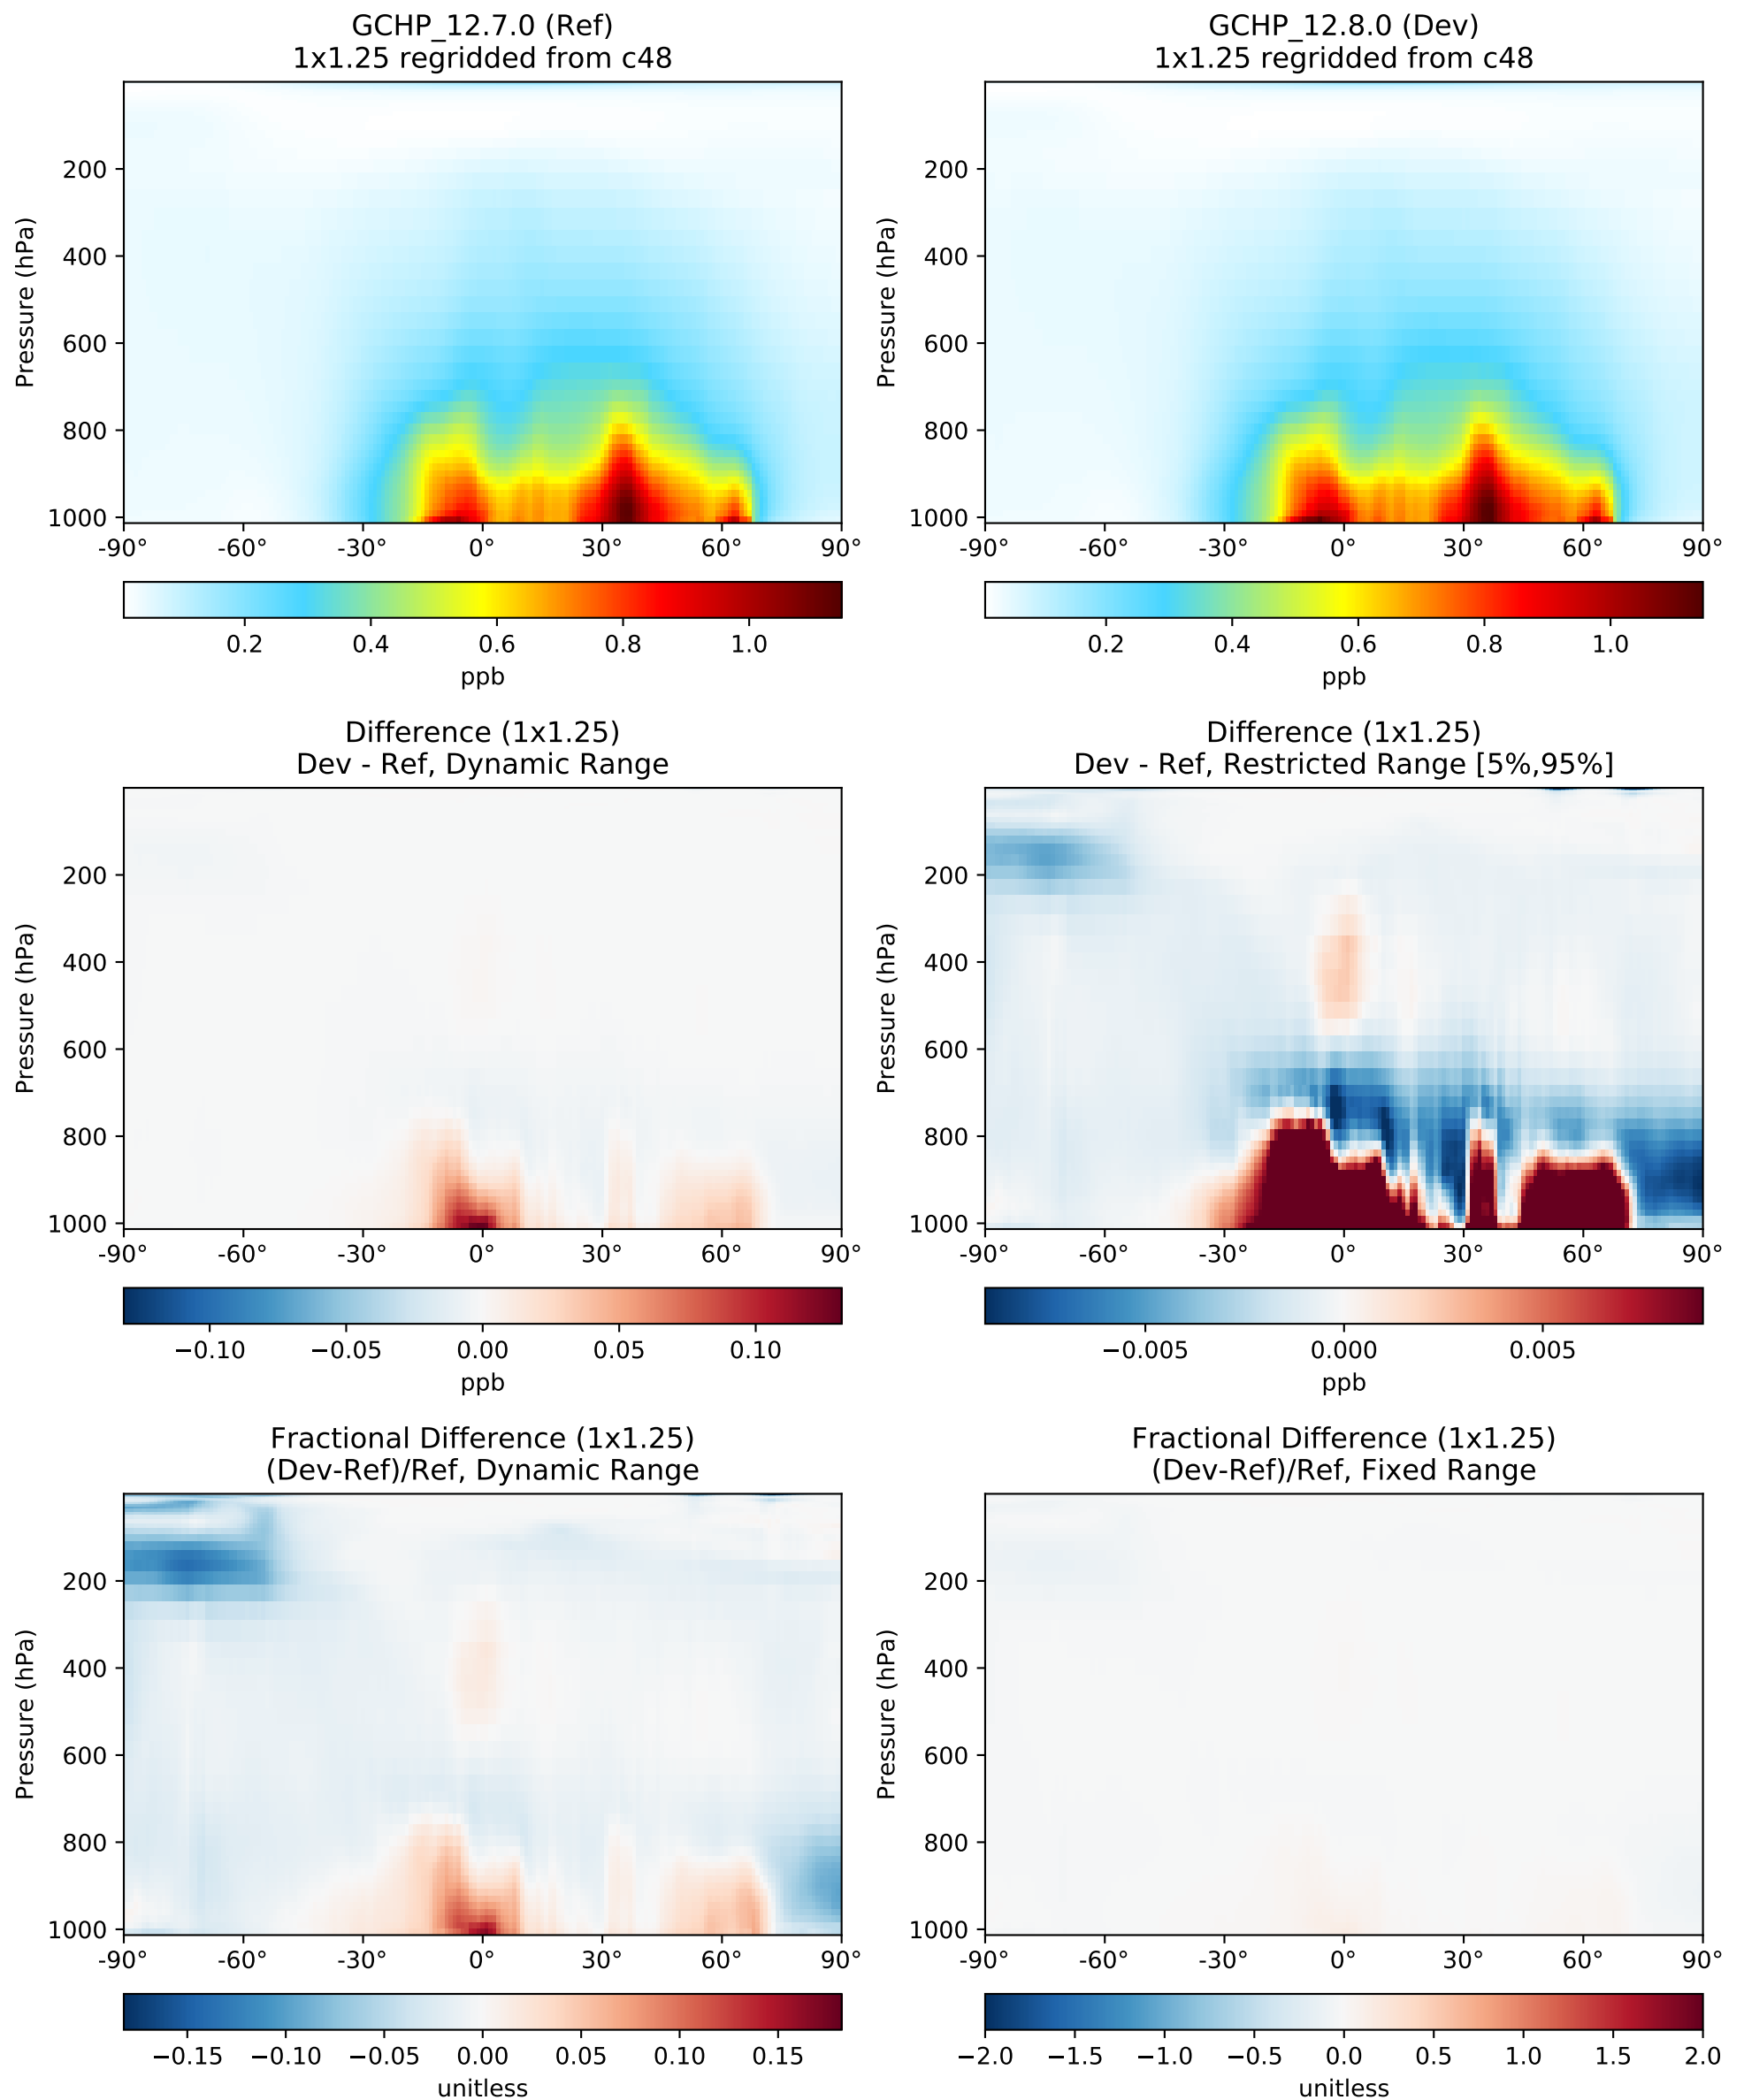 GCHP_12.7.0 (Ref)
1x1.25 regridded from c48
Pressure (hPa)
200
400
600
800
1000
-90° -60° -30° 0° 30° 60° 90°
0.2 0.4 0.6 0.8 1.0
ppb
GCHP_12.8.0 (Dev)
1x1.25 regridded from c48
Pressure (hPa)
200
400
600
800
1000
-90° -60° -30° 0° 30° 60° 90°
0.2 0.4 0.6 0.8 1.0
ppb
Difference (1x1.25)
Dev - Ref, Dynamic Range
Pressure (hPa)
200
400
600
800
1000
-90° -60° -30° 0° 30° 60° 90°
−0.10 −0.05 0.00 0.05 0.10
ppb
Difference (1x1.25)
Dev - Ref, Restricted Range [5%,95%]
Pressure (hPa)
200
400
600
800
1000
-90° -60° -30° 0° 30° 60° 90°
−0.005 0.000 0.005
ppb
Fractional Difference (1x1.25)
(Dev-Ref)/Ref, Dynamic Range
Pressure (hPa)
200
400
600
800
1000
-90° -60° -30° 0° 30° 60° 90°
−0.15 −0.10 −0.05 0.00 0.05 0.10 0.15
unitless
Fractional Difference (1x1.25)
(Dev-Ref)/Ref, Fixed Range
Pressure (hPa)
200
400
600
800
1000
-90° -60° -30° 0° 30° 60° 90°
−2.0 −1.5 −1.0 −0.5 0.0 0.5 1.0 1.5 2.0
unitless